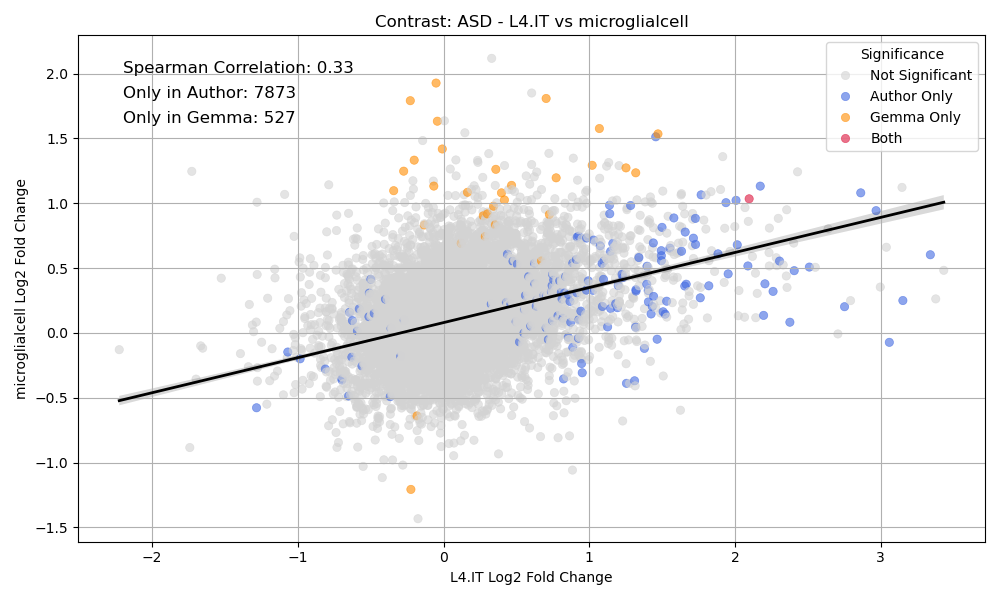 Contrast: ASD - L4.IT vs microglialcell
Spearman Correlation: 0.33
Only in Author: 7873
Only in Gemma: 527
Significance
Not Significant
Author Only
Gemma Only
Both
microglialcell Log2 Fold Change
2.0
1.5
1.0
0.5
0.0
−0.5
−1.0
−1.5
−2
−1
0
1
2
3
L4.IT Log2 Fold Change